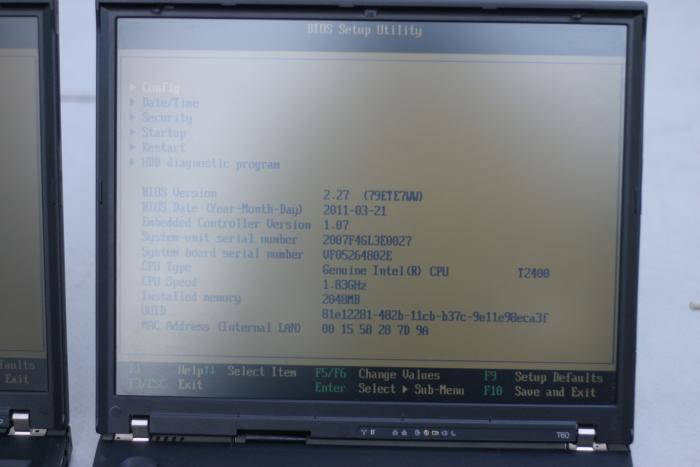 BIOS Setup Utility
Config
Date/Time
Security
Startup
Restart
HDD diagnostic program
BIOS Version 2.27 (79ETE7WW)
BIOS Date (Year-Month-Day) 2011-03-21
Embedded Controller Version 1.07
System-unit serial number 2007F4GL3E0027
System board serial number VF05264802E
CPU Type Genuine Intel(R) CPU T2400
CPU Speed 1.83GHz
Installed memory 2048MB
UUID 81e12281-482b-11cb-b37c-9e11e98eca3f
MAC Address (Internal LAN) 00 15 58 28 7D 9A
F1 Help ↑↓ Select Item F5/F6 Change Values F9 Setup Defaults
F3/ESC Exit Enter Select ▸ Sub-Menu F10 Save and Exit
faults
Exit
T60